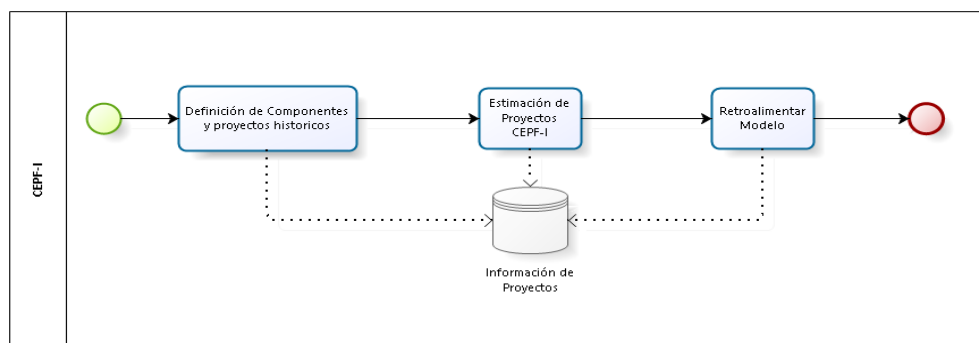 CEPF-I
Definición de Componentes
y proyectos historicos
Estimación de
Proyectos
CEPF-I
Retroalimentar
Modelo
Información de
Proyectos